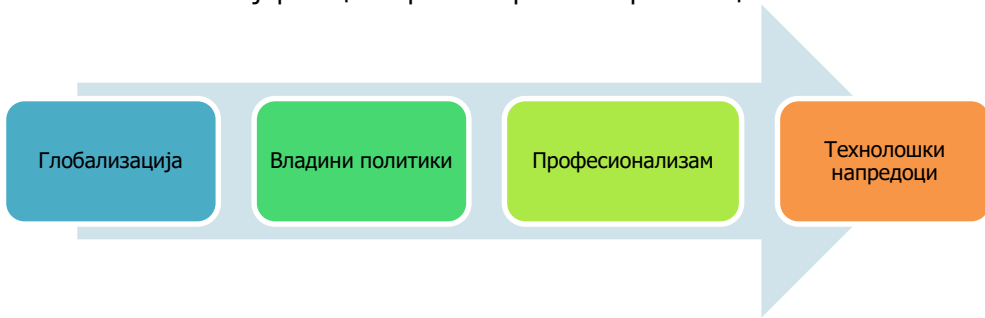 Глобализација
Владини политики
Професионализам
Технолошки
напредоци